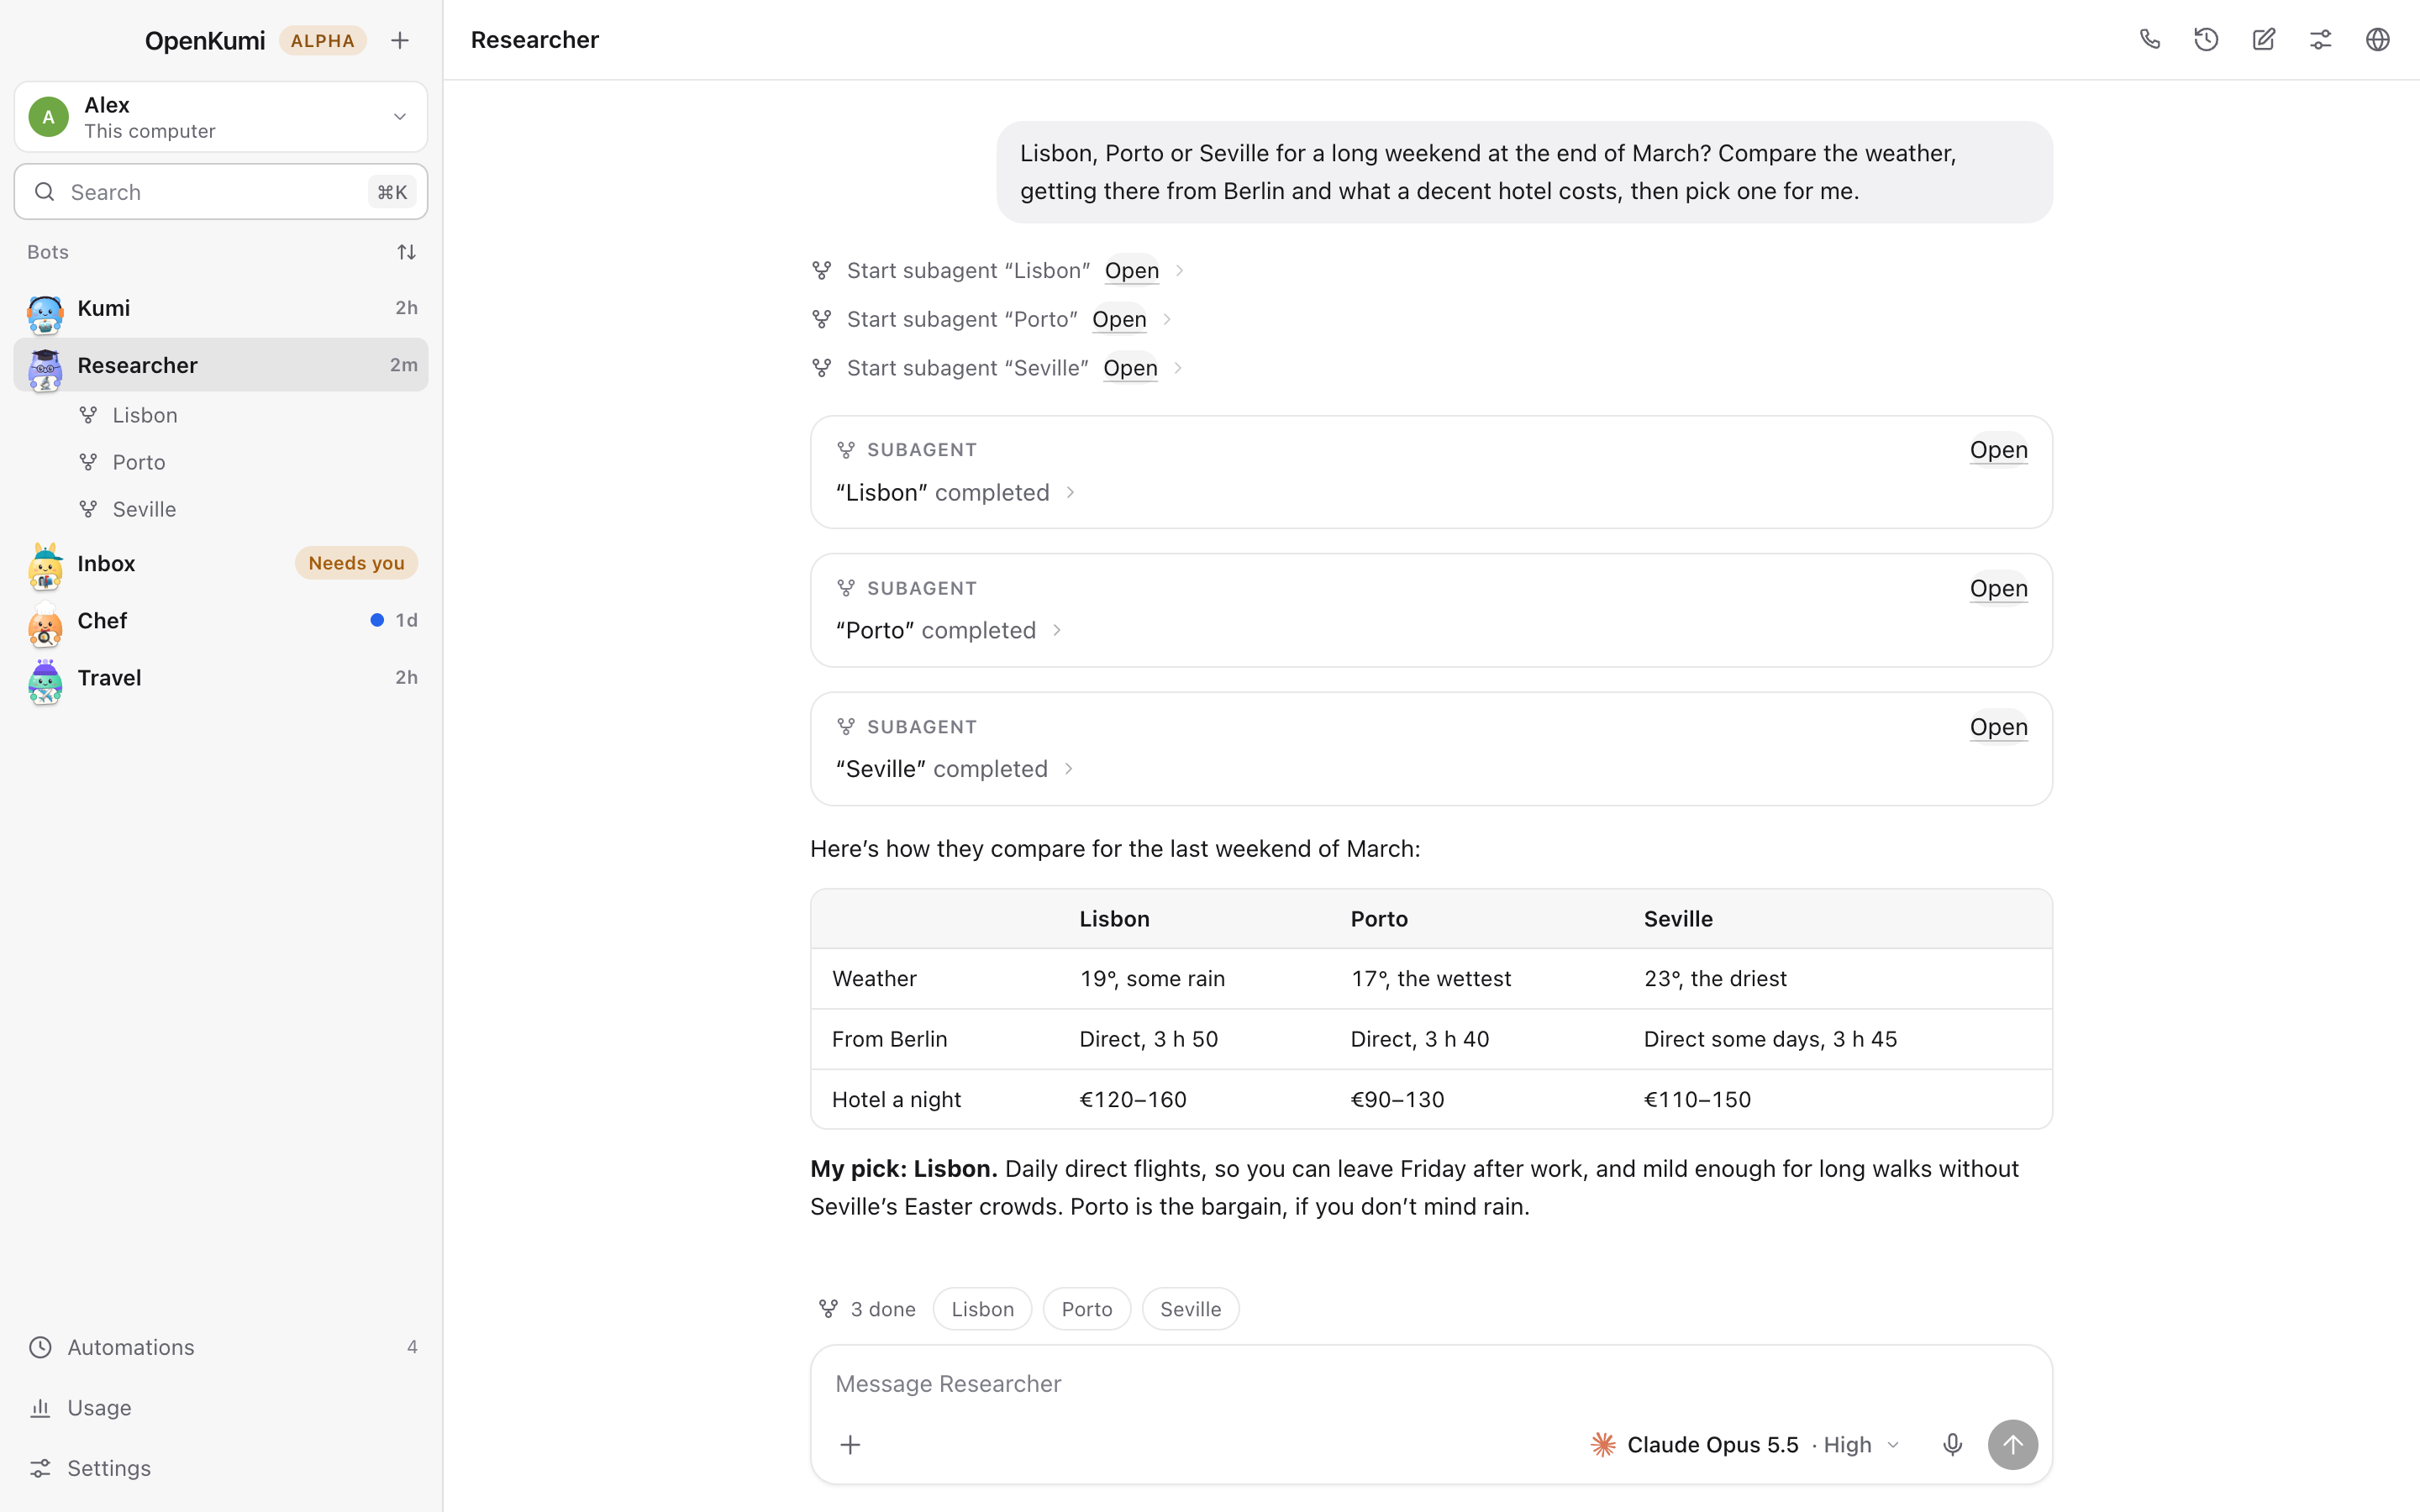 OpenKumi ALPHA
Alex
This computer
Search ⌘K
Bots
Kumi 2h
Researcher 2m
Lisbon
Porto
Seville
Inbox Needs you
Chef 1d
Travel 2h
Automations 4
Usage
Settings
Researcher
Lisbon, Porto or Seville for a long weekend at the end of March? Compare the weather,
getting there from Berlin and what a decent hotel costs, then pick one for me.
Start subagent “Lisbon” Open
Start subagent “Porto” Open
Start subagent “Seville” Open
SUBAGENT Open
“Lisbon” completed
SUBAGENT Open
“Porto” completed
SUBAGENT Open
“Seville” completed
Here’s how they compare for the last weekend of March:
Lisbon Porto Seville
Weather 19°, some rain 17°, the wettest 23°, the driest
From Berlin Direct, 3 h 50 Direct, 3 h 40 Direct some days, 3 h 45
Hotel a night €120–160 €90–130 €110–150
My pick: Lisbon. Daily direct flights, so you can leave Friday after work, and mild enough for long walks without
Seville’s Easter crowds. Porto is the bargain, if you don’t mind rain.
3 done Lisbon Porto Seville
Message Researcher
Claude Opus 5.5 · High